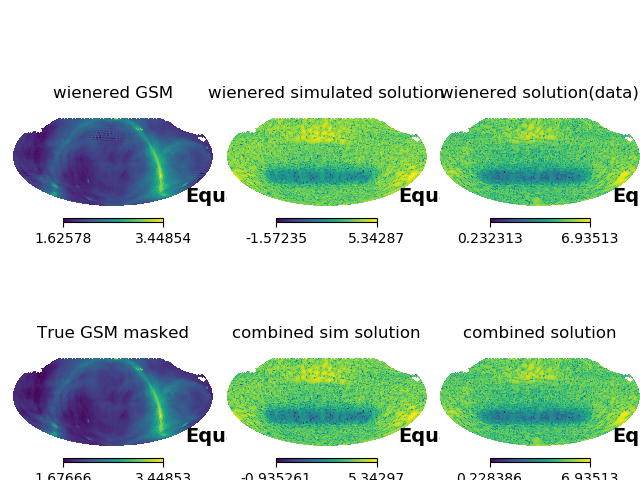 wienered GSM
wienered simulated solution
wienered solution(data)
Equ
Equ
Eq
1.62578 3.44854
-1.57235 5.34287
0.232313 6.93513
True GSM masked
combined sim solution
combined solution
Equ
Equ
Eq
1.67666 3.44853
-0.935261 5.34297
0.228386 6.93513